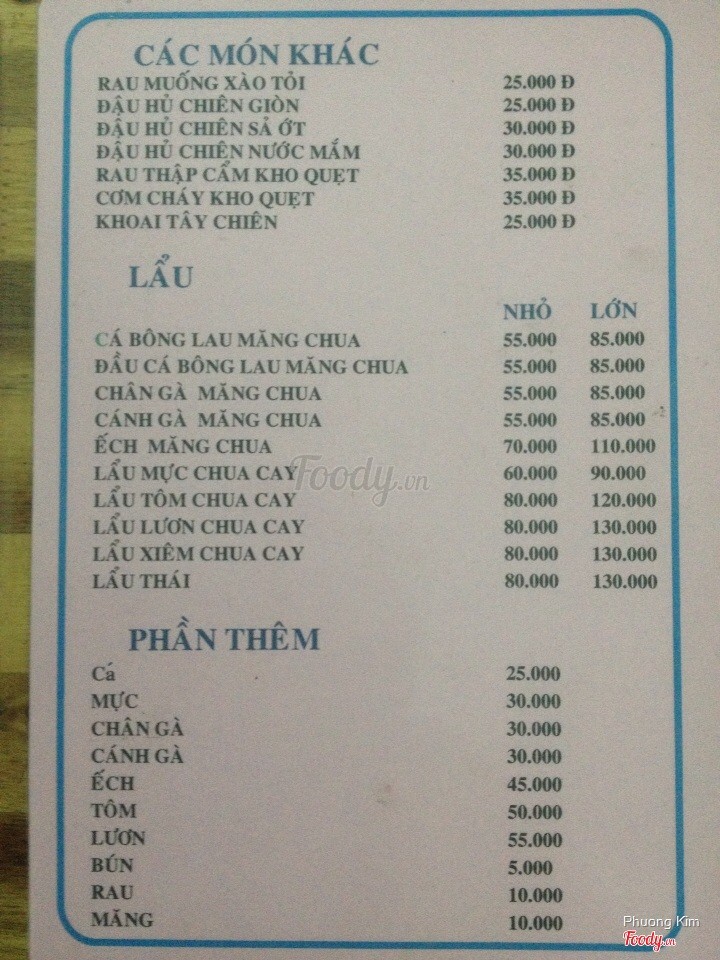 CÁC MÓN KHÁC
RAU MUỐNG XÀO TỎI 25.000 Đ
ĐẬU HỦ CHIÊN GIÒN 25.000 Đ
ĐẬU HỦ CHIÊN SẢ ỚT 30.000 Đ
ĐẬU HỦ CHIÊN NƯỚC MẮM 30.000 Đ
RAU THẬP CẨM KHO QUẸT 35.000 Đ
CƠM CHÁY KHO QUẸT 35.000 Đ
KHOAI TÂY CHIÊN 25.000 Đ
LẨU
NHỎ LỚN
CÁ BÔNG LAU MĂNG CHUA 55.000 85.000
ĐẦU CÁ BÔNG LAU MĂNG CHUA 55.000 85.000
CHÂN GÀ MĂNG CHUA 55.000 85.000
CÁNH GÀ MĂNG CHUA 55.000 85.000
ẾCH MĂNG CHUA 70.000 110.000
LẨU MỰC CHUA CAY 60.000 90.000
LẨU TÔM CHUA CAY 80.000 120.000
LẨU LƯƠN CHUA CAY 80.000 130.000
LẨU XIÊM CHUA CAY 80.000 130.000
LẨU THÁI 80.000 130.000
PHẦN THÊM
Cá 25.000
MỰC 30.000
CHÂN GÀ 30.000
CÁNH GÀ 30.000
ẾCH 45.000
TÔM 50.000
LƯƠN 55.000
BÚN 5.000
RAU 10.000
MĂNG 10.000
Foody.vn
Phuong Kim
Foody.vn